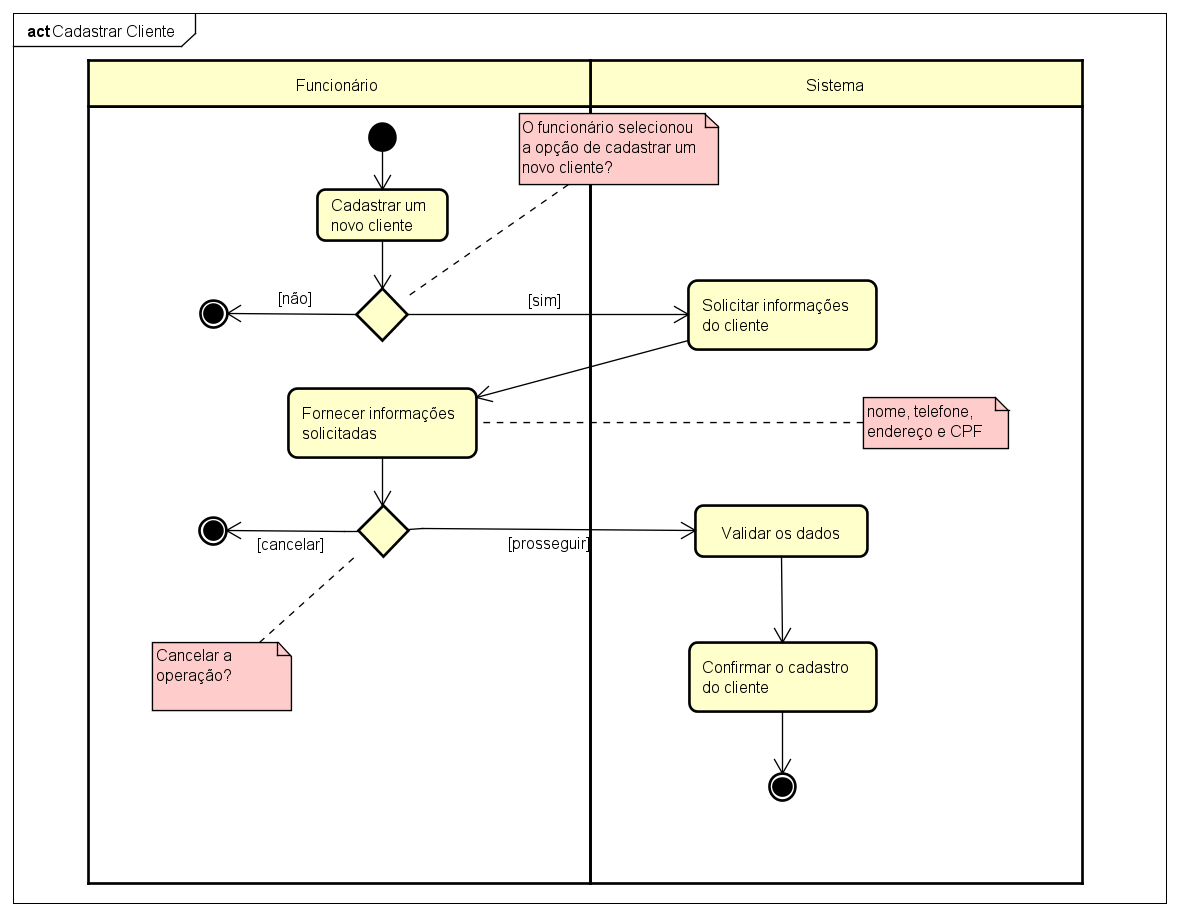 act Cadastrar Cliente
Funcionário
Sistema
O funcionário selecionou
a opção de cadastrar um
novo cliente?
Cadastrar um
novo cliente
[não]
[sim]
Solicitar informações
do cliente
Fornecer informações
solicitadas
nome, telefone,
endereço e CPF
[cancelar]
[prosseguir]
Validar os dados
Cancelar a
operação?
Confirmar o cadastro
do cliente